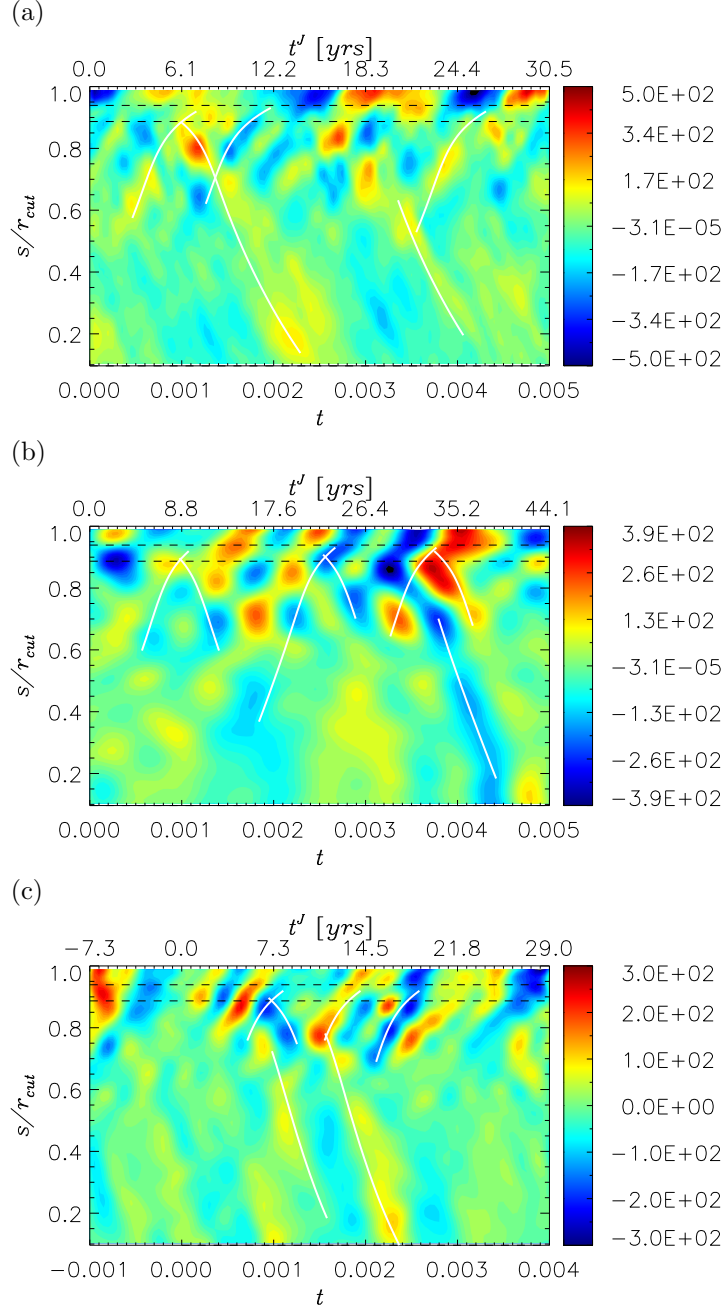 (a)
t^J [yrs]
0.0 6.1 12.2 18.3 24.4 30.5
1.0
0.8
0.6
0.4
0.2
s/r_cut
0.000 0.001 0.002 0.003 0.004 0.005
t
5.0E+02
3.4E+02
1.7E+02
−3.1E−05
−1.7E+02
−3.4E+02
−5.0E+02
(b)
t^J [yrs]
0.0 8.8 17.6 26.4 35.2 44.1
1.0
0.8
0.6
0.4
0.2
s/r_cut
0.000 0.001 0.002 0.003 0.004 0.005
t
3.9E+02
2.6E+02
1.3E+02
−3.1E−05
−1.3E+02
−2.6E+02
−3.9E+02
(c)
t^J [yrs]
−7.3 0.0 7.3 14.5 21.8 29.0
1.0
0.8
0.6
0.4
0.2
s/r_cut
−0.001 0.000 0.001 0.002 0.003 0.004
t
3.0E+02
2.0E+02
1.0E+02
0.0E+00
−1.0E+02
−2.0E+02
−3.0E+02